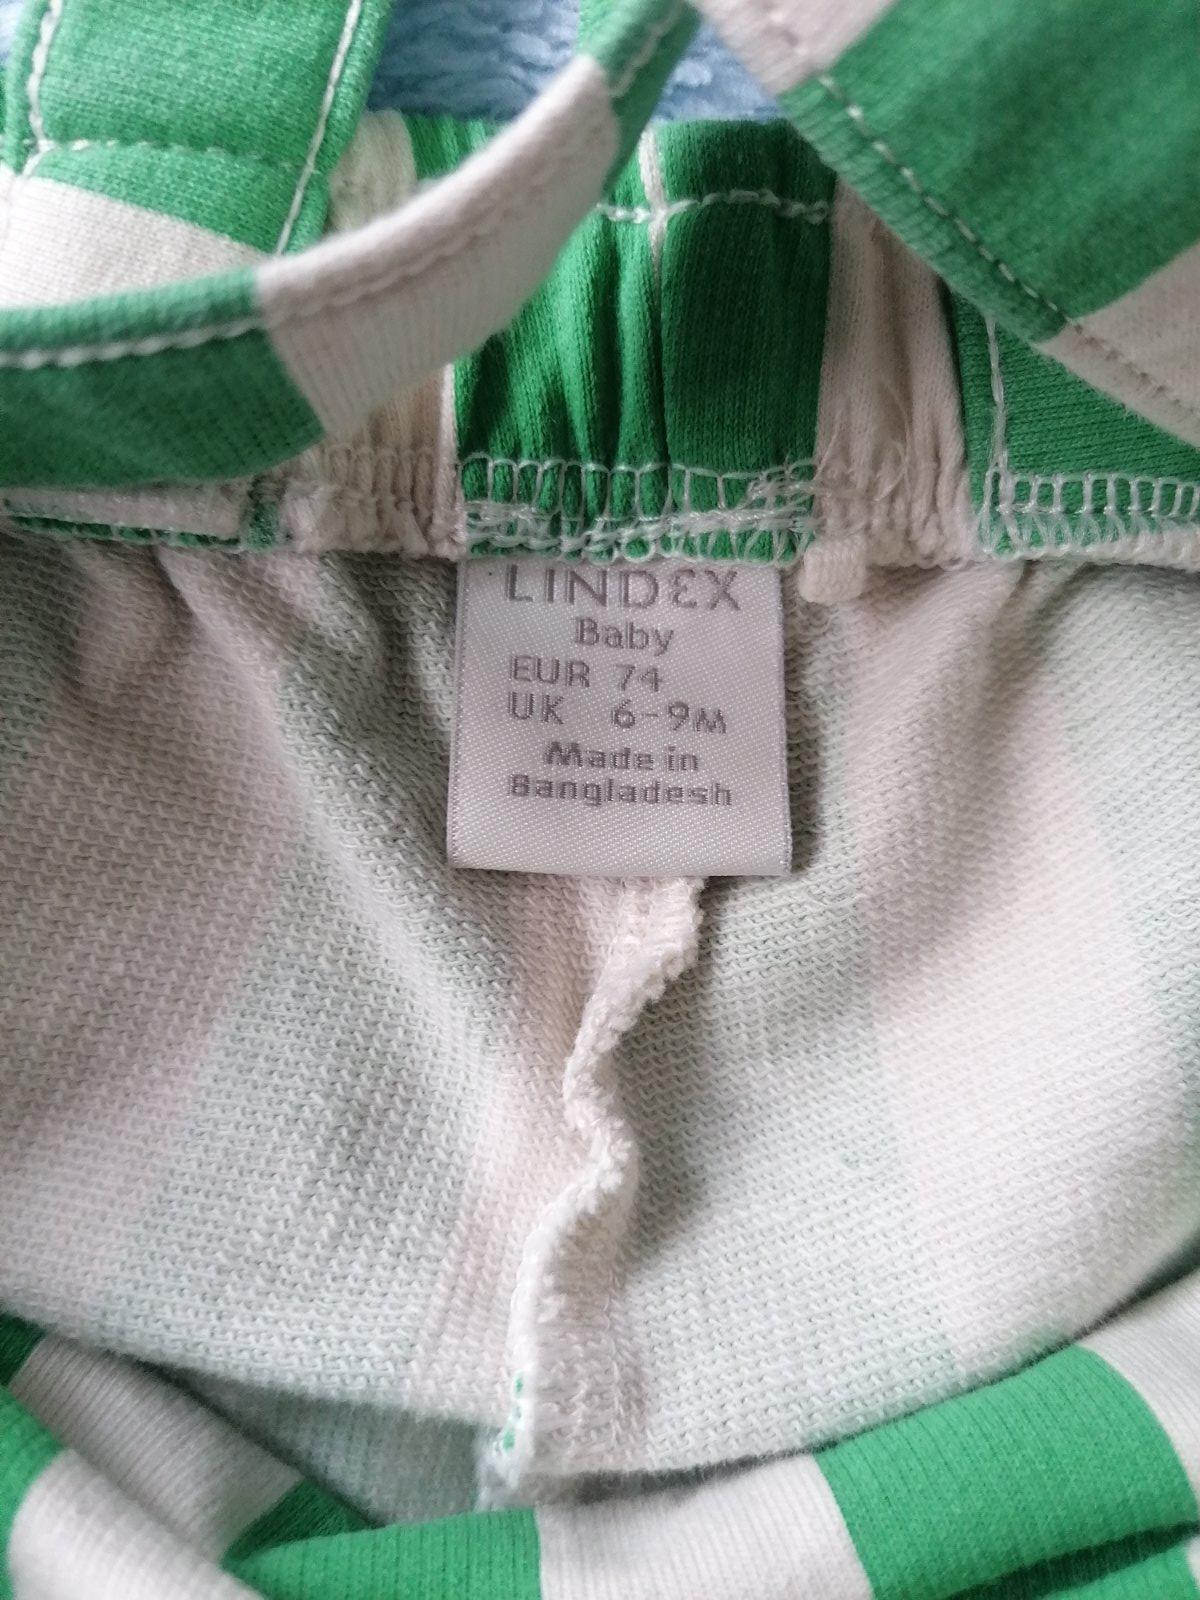 LINDEX
Baby
EUR 74
UK 6-9M
Made in
Bangladesh